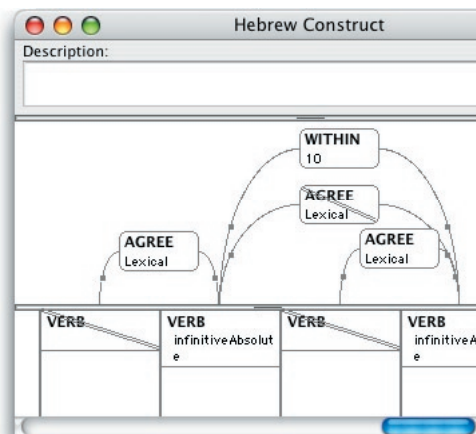 Hebrew Construct
Description:
WITHIN
10
AGREE
Lexical
AGREE
Lexical
AGREE
Lexical
VERB
VERB
infinitiveAbsolut
e
VERB
VERB
infinitiveA
e